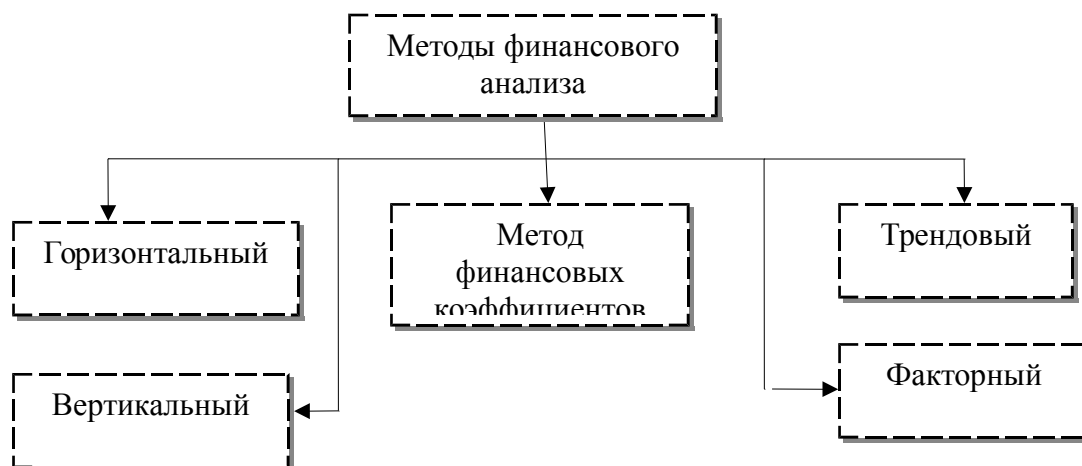 Методы финансового
анализа
Горизонтальный
Метод
финансовых
коэффициентов
Трендовый
Вертикальный
Факторный